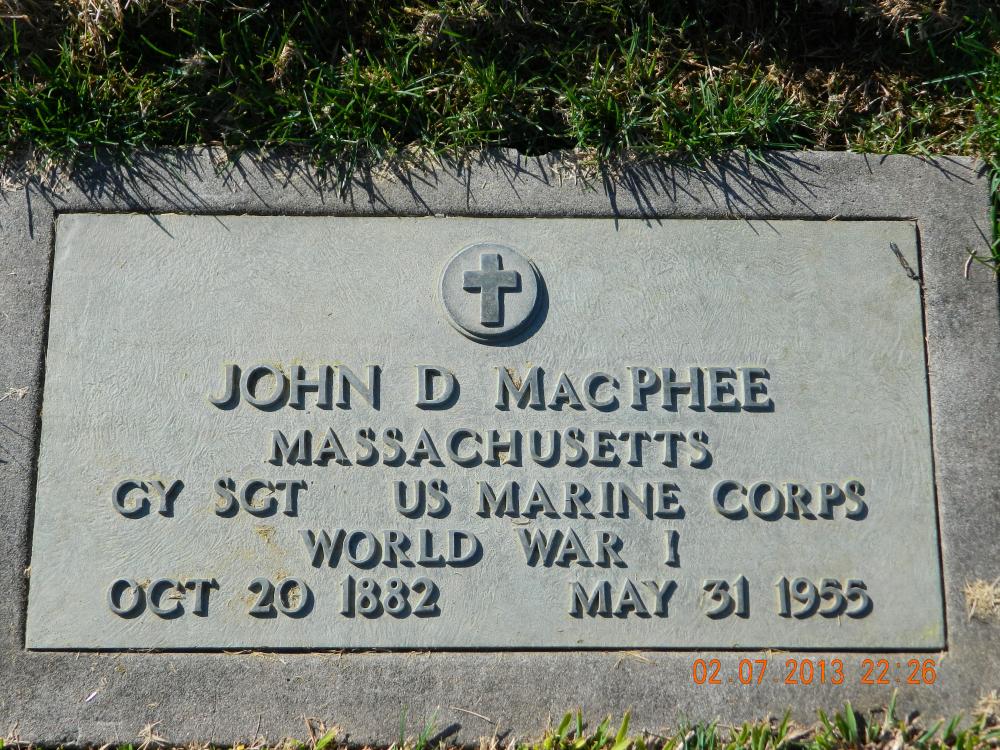 JOHN D MACPHEE
MASSACHUSETTS
GY SGT US MARINE CORPS
WORLD WAR I
OCT 20 1882 MAY 31 1955
02.07.2013 22:26